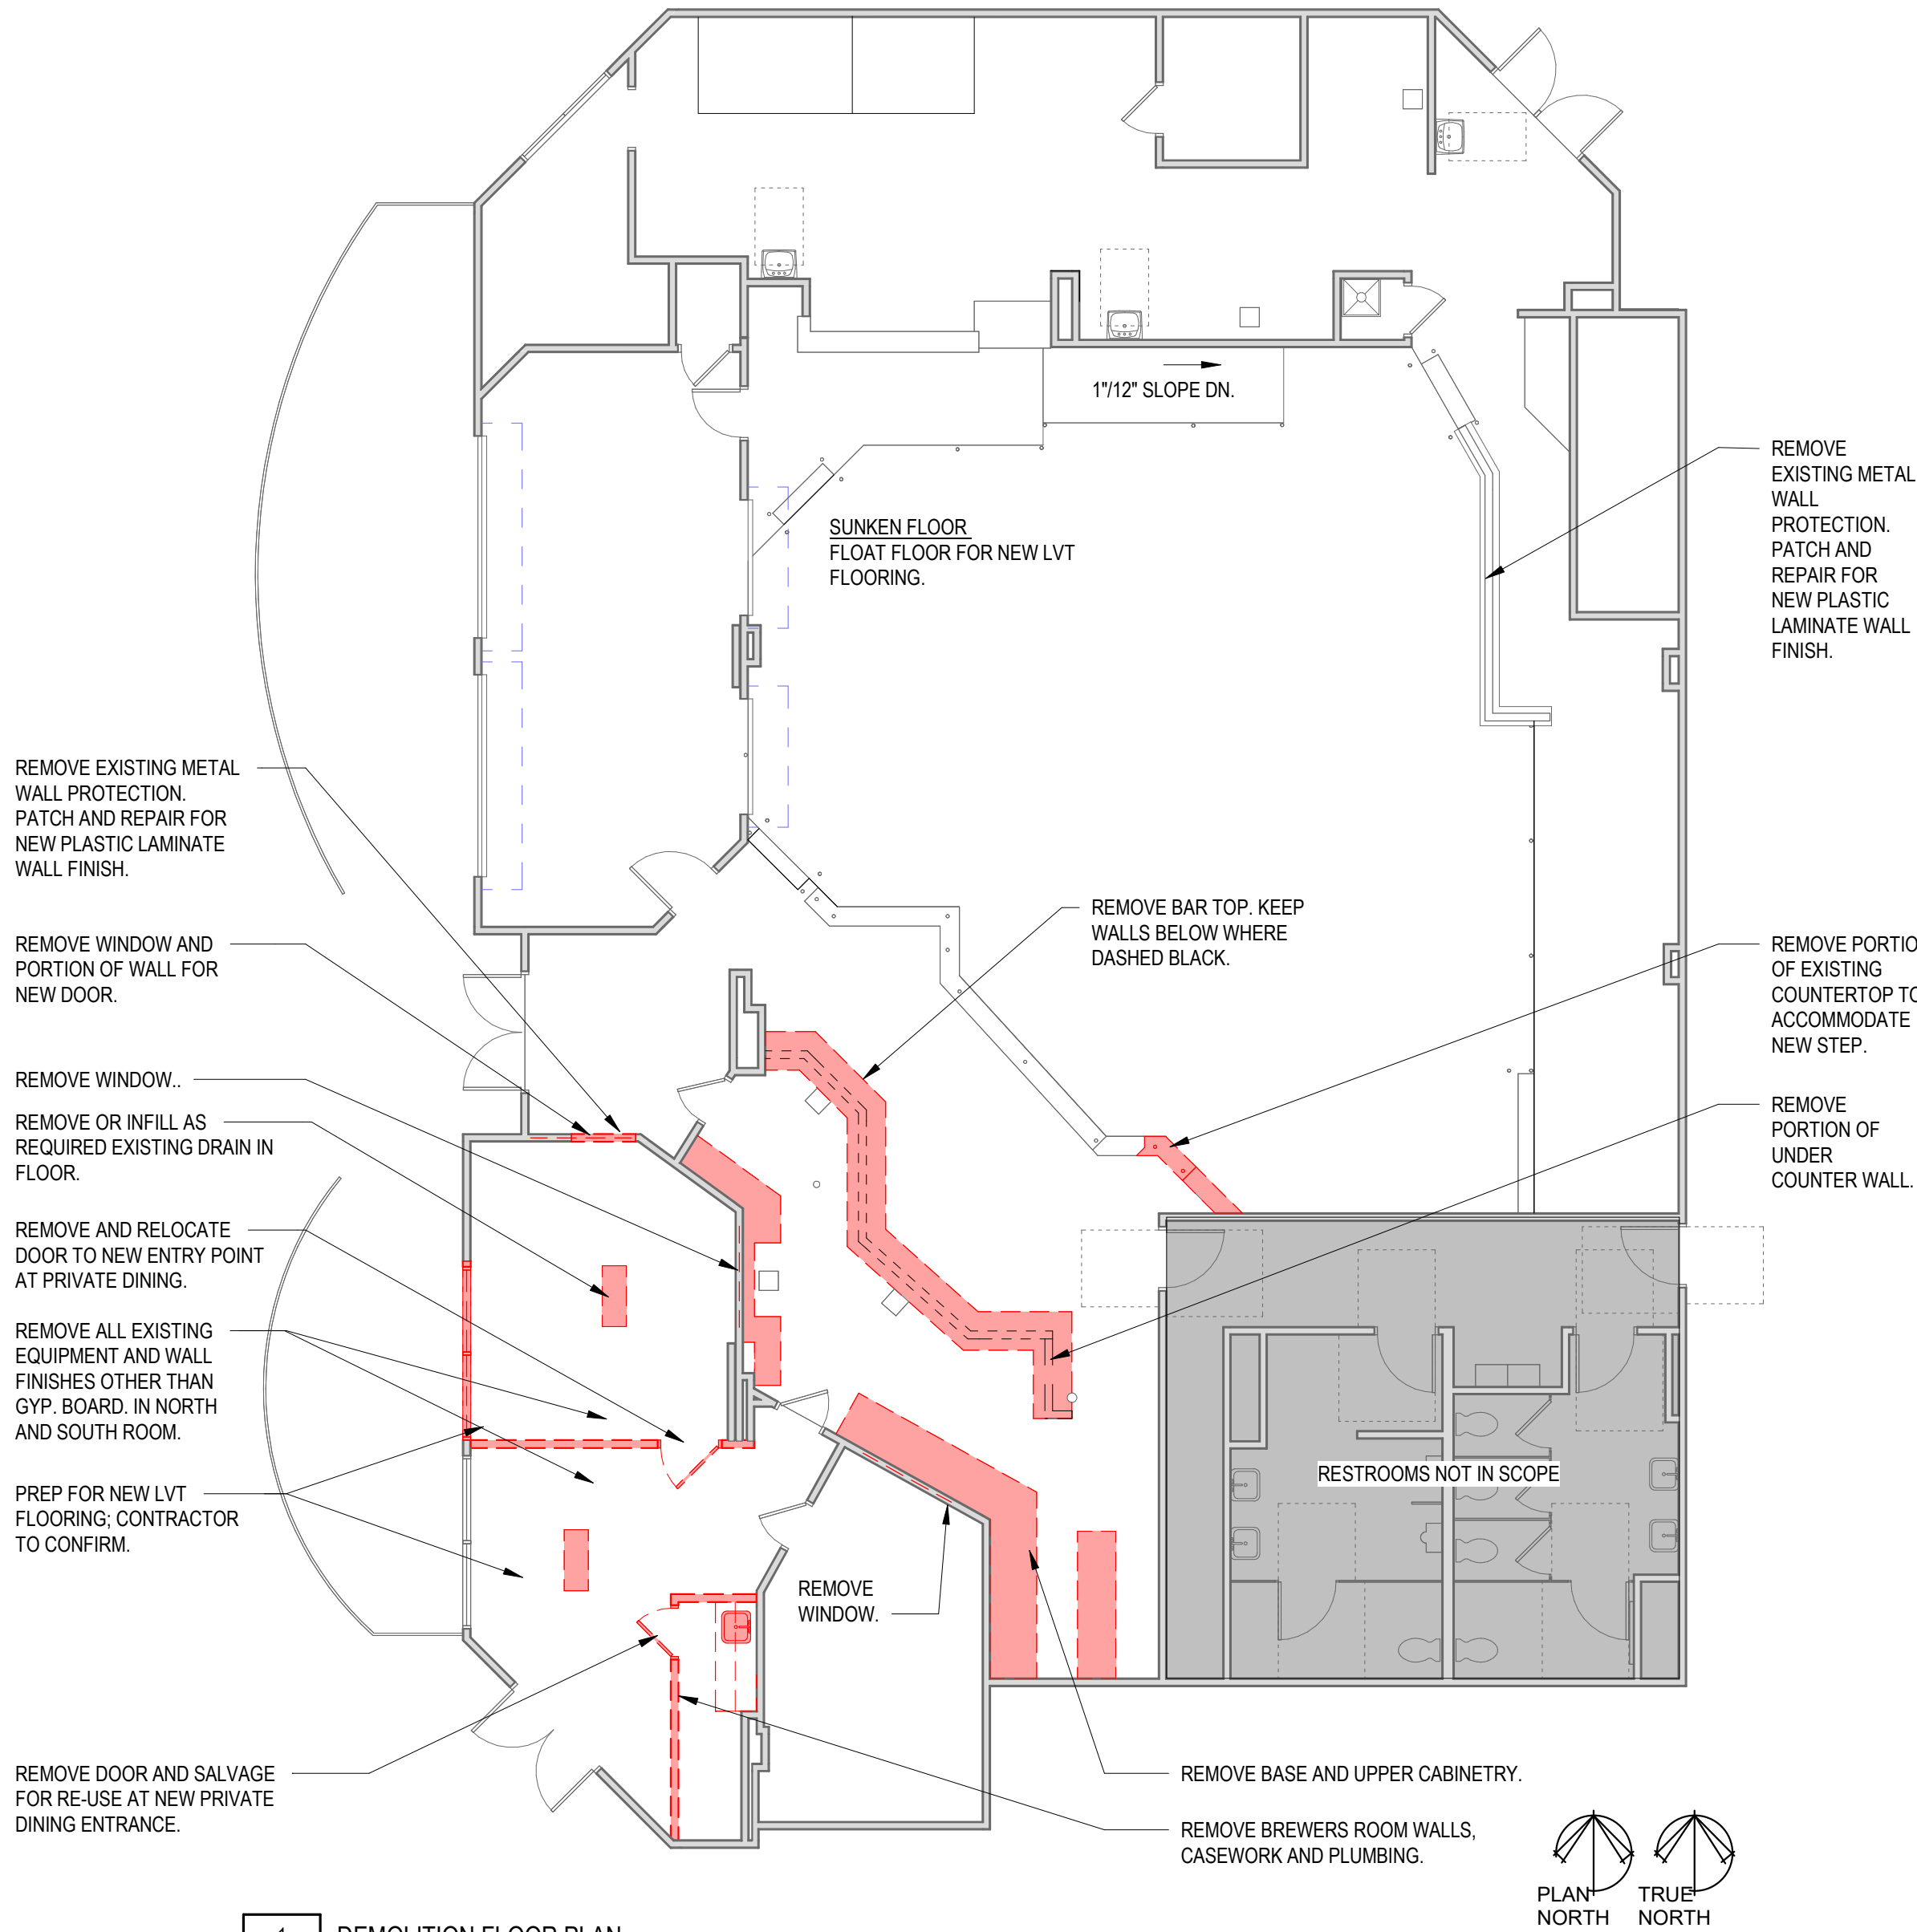 1"/12" SLOPE DN.
SUNKEN FLOOR
FLOAT FLOOR FOR NEW LVT
FLOORING.
REMOVE
EXISTING METAL
WALL
PROTECTION.
PATCH AND
REPAIR FOR
NEW PLASTIC
LAMINATE WALL
FINISH.
REMOVE EXISTING METAL
WALL PROTECTION.
PATCH AND REPAIR FOR
NEW PLASTIC LAMINATE
WALL FINISH.
REMOVE BAR TOP. KEEP
WALLS BELOW WHERE
DASHED BLACK.
REMOVE WINDOW AND
PORTION OF WALL FOR
NEW DOOR.
REMOVE PORTIO
OF EXISTING
COUNTERTOP TO
ACCOMMODATE
NEW STEP.
REMOVE WINDOW..
REMOVE OR INFILL AS
REQUIRED EXISTING DRAIN IN
FLOOR.
REMOVE
PORTION OF
UNDER
COUNTER WALL.
REMOVE AND RELOCATE
DOOR TO NEW ENTRY POINT
AT PRIVATE DINING.
REMOVE ALL EXISTING
EQUIPMENT AND WALL
FINISHES OTHER THAN
GYP. BOARD. IN NORTH
AND SOUTH ROOM.
RESTROOMS NOT IN SCOPE
PREP FOR NEW LVT
FLOORING; CONTRACTOR
TO CONFIRM.
REMOVE
WINDOW.
REMOVE DOOR AND SALVAGE
FOR RE-USE AT NEW PRIVATE
DINING ENTRANCE.
REMOVE BASE AND UPPER CABINETRY.
REMOVE BREWERS ROOM WALLS,
CASEWORK AND PLUMBING.
PLAN
NORTH
TRUE
NORTH
DEMOLITION FLOOR PLAN